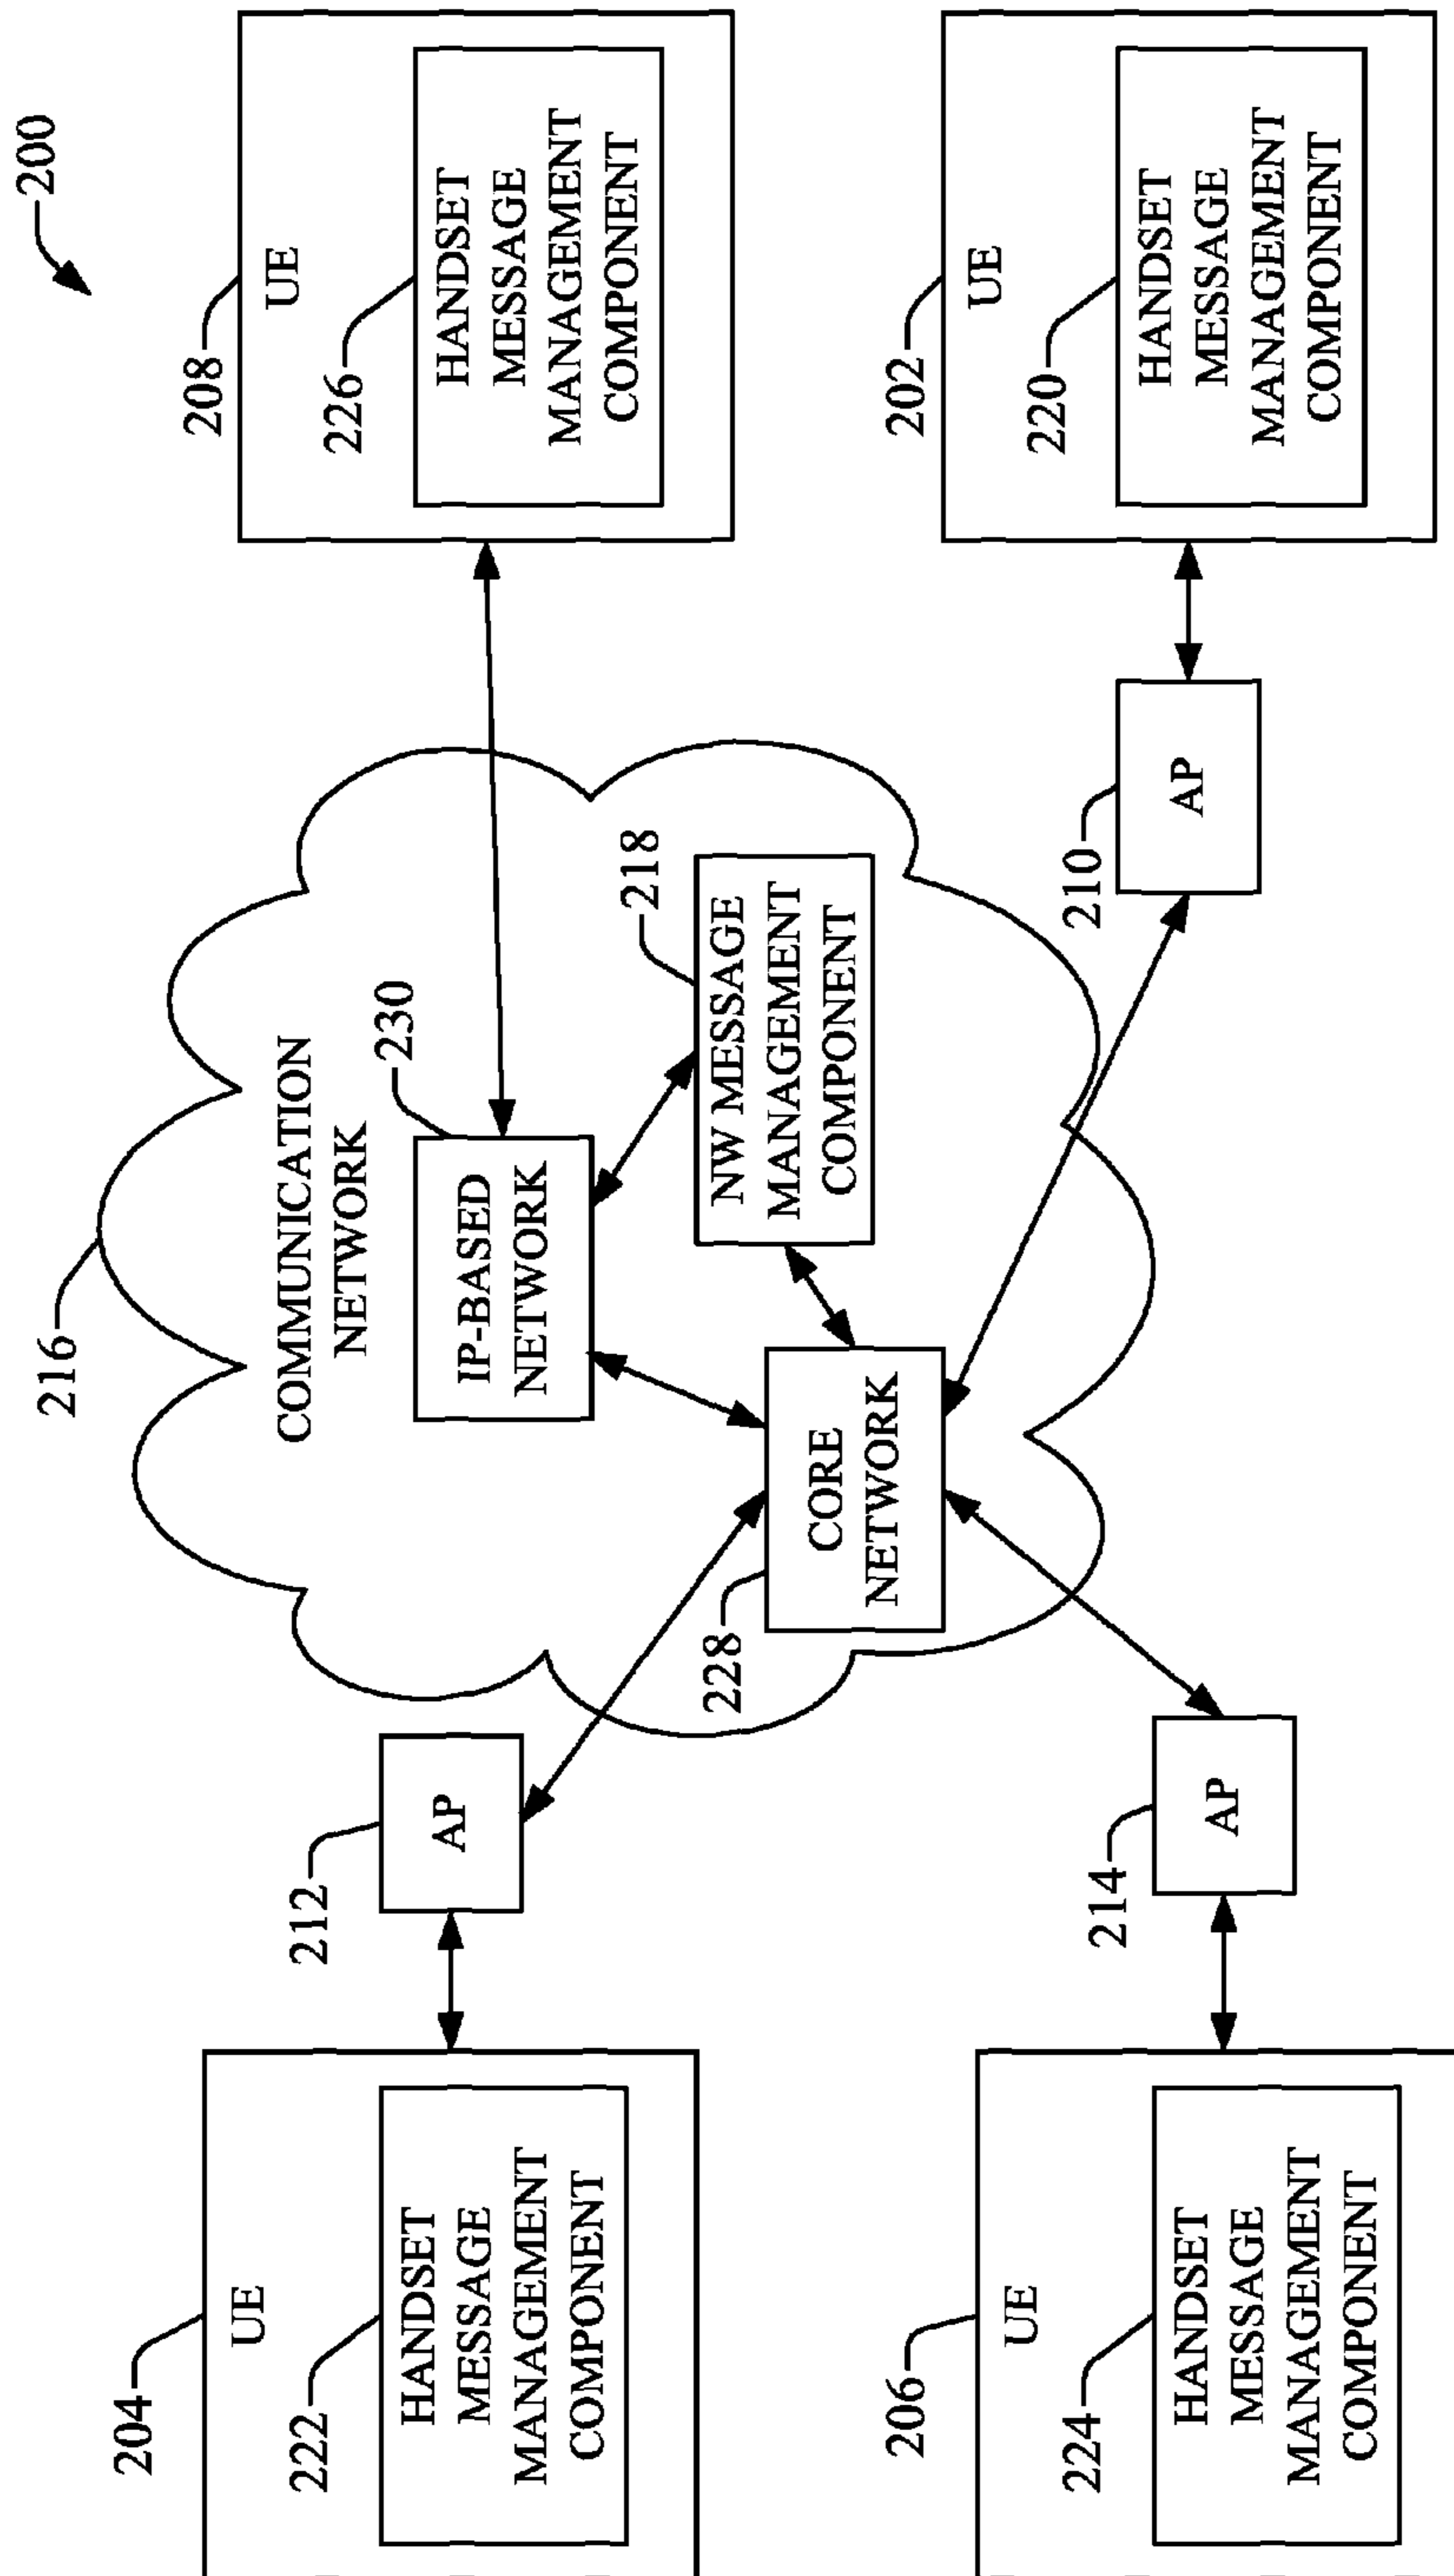 200
216
COMMUNICATION
NETWORK
204
UE
222
HANDSET
MESSAGE
MANAGEMENT
COMPONENT
212
AP
230
IP-BASED
NETWORK
218
NW MESSAGE
MANAGEMENT
COMPONENT
228
CORE
NETWORK
208
UE
226
HANDSET
MESSAGE
MANAGEMENT
COMPONENT
206
UE
224
HANDSET
MESSAGE
MANAGEMENT
COMPONENT
214
AP
210
AP
202
UE
220
HANDSET
MESSAGE
MANAGEMENT
COMPONENT